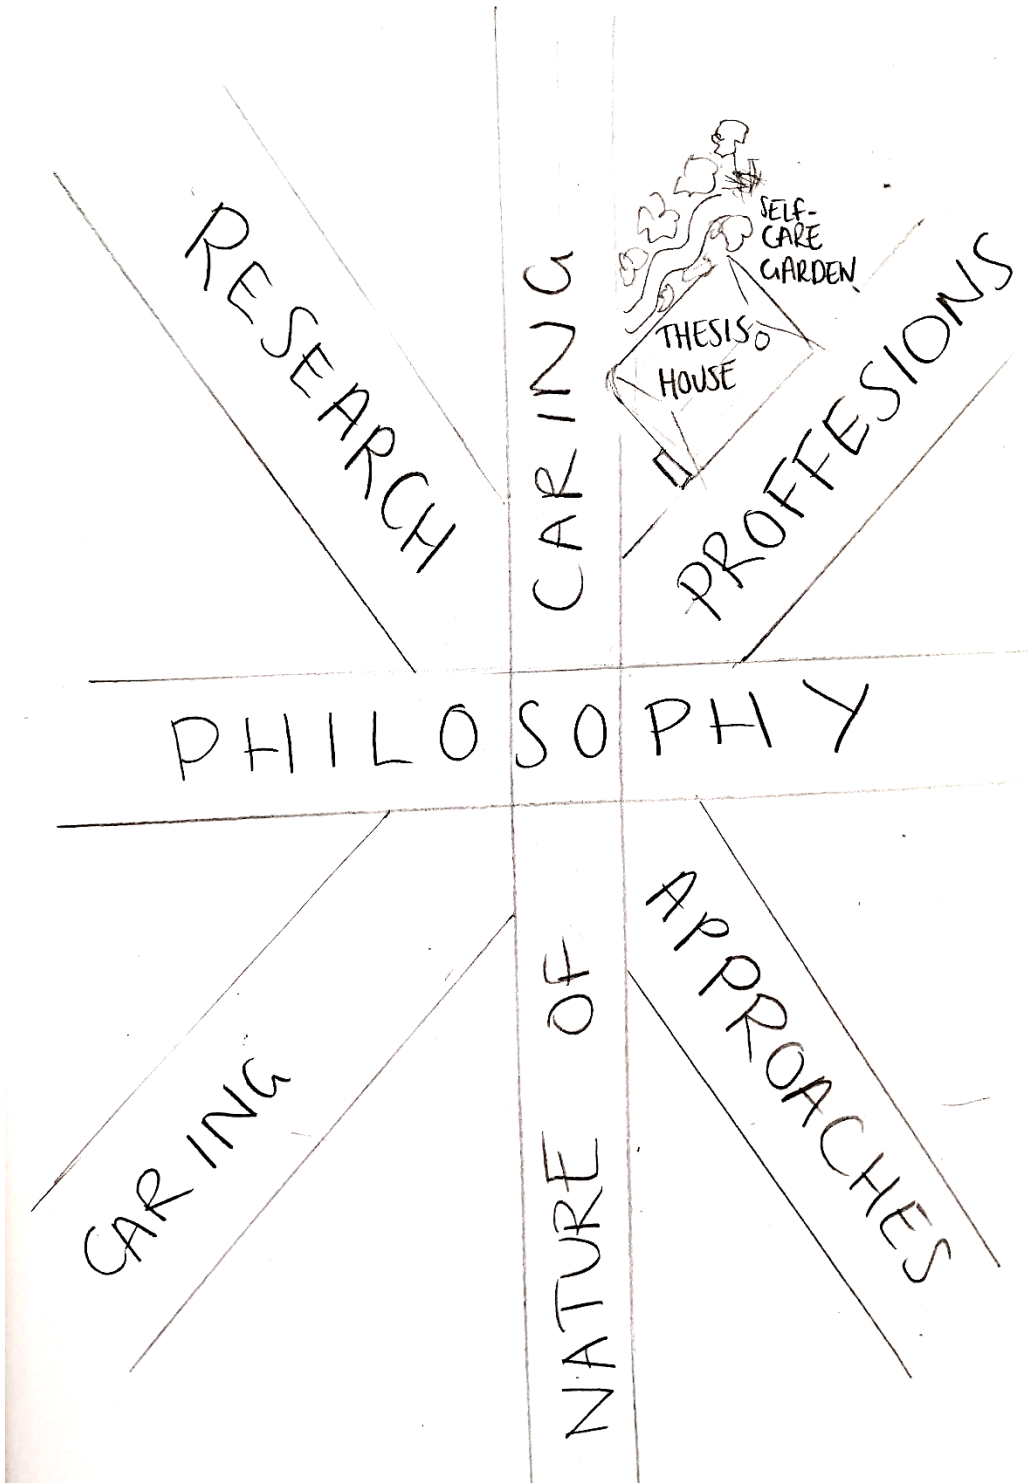 RESEARCH
CARING
SELF-
CARE
GARDEN
THESIS
HOUSE
PROFFESIONS
PHILOSOPHY
CARING
NATURE OF
APPROACHES